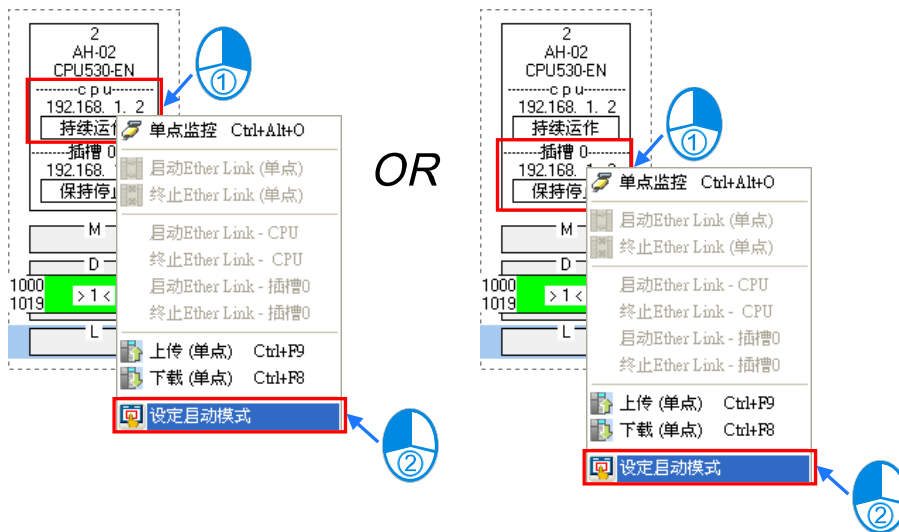 2
AH-02
CPU530-EN
--------c p u--------
192.168. 1. 2
持续运作
-------插槽 0-------
192.168.
保持停止
M
D
1000
1019
> 1 <
L
①
单点监控 Ctrl+Alt+O
启动Ether Link (单点)
终止Ether Link (单点)
启动Ether Link - CPU
终止Ether Link - CPU
启动Ether Link - 插槽0
终止Ether Link - 插槽0
上传 (单点) Ctrl+F9
下载 (单点) Ctrl+F8
设定启动模式
②
OR
2
AH-02
CPU530-EN
--------c p u--------
192.168. 1. 2
持续运作
-------插槽 0-------
192.168.
保持停
M
D
1000
1019
> 1 <
L
①
单点监控 Ctrl+Alt+O
启动Ether Link (单点)
终止Ether Link (单点)
启动Ether Link - CPU
终止Ether Link - CPU
启动Ether Link - 插槽0
终止Ether Link - 插槽0
上传 (单点) Ctrl+F9
下载 (单点) Ctrl+F8
设定启动模式
②